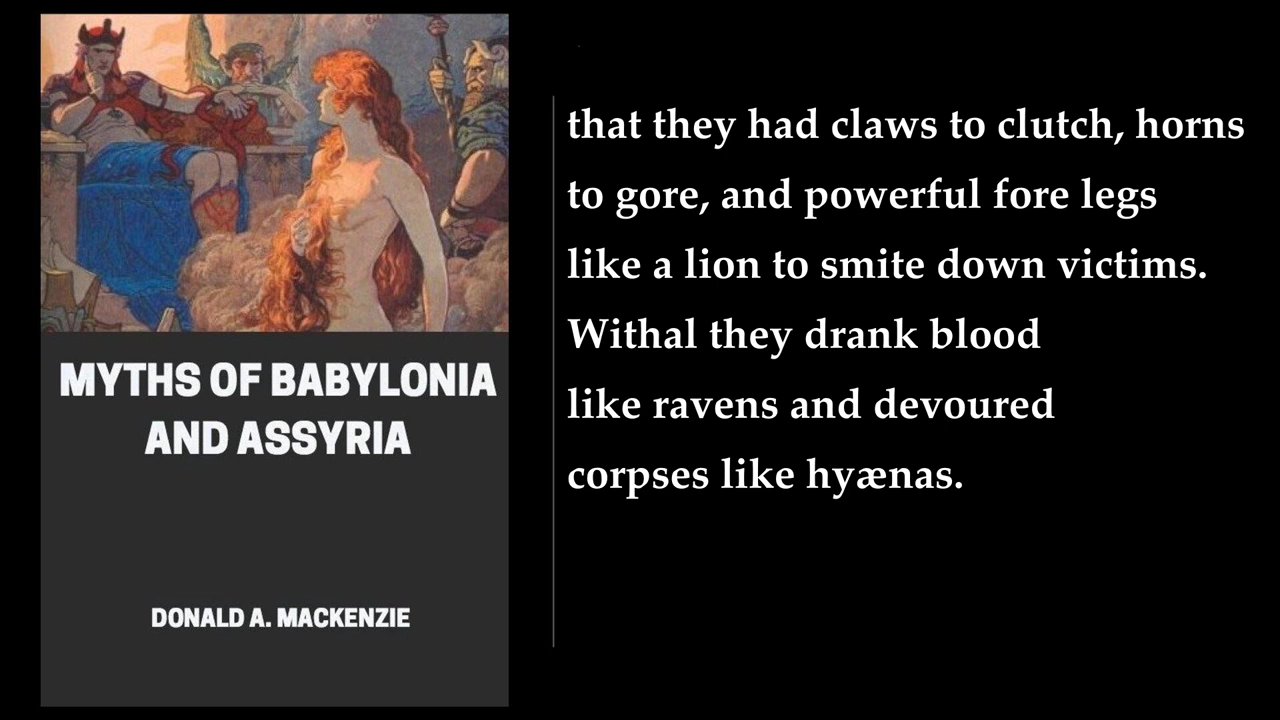 MYTHS OF BABYLONIA
AND ASSYRIA
DONALD A. MACKENZIE
that they had claws to clutch, horns
to gore, and powerful fore legs
like a lion to smite down victims.
Withal they drank blood
like ravens and devoured
corpses like hyænas.